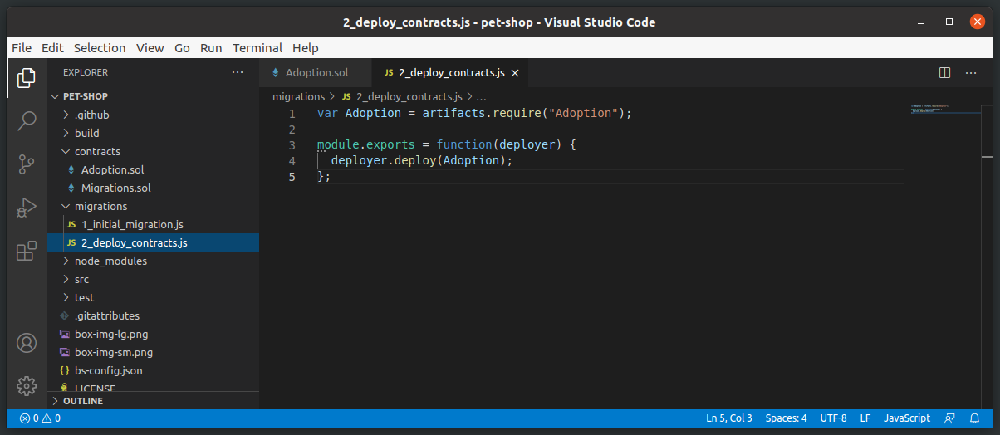 2_deploy_contracts.js - pet-shop - Visual Studio Code
File Edit Selection View Go Run Terminal Help
EXPLORER
PET-SHOP
.github
build
contracts
Adoption.sol
Migrations.sol
migrations
JS 1_initial_migration.js
JS 2_deploy_contracts.js
node_modules
src
test
.gitattributes
box-img-lg.png
box-img-sm.png
{ } bs-config.json
LICENSE
OUTLINE
Adoption.sol JS 2_deploy_contracts.js
migrations > JS 2_deploy_contracts.js > ...
1 var Adoption = artifacts.require("Adoption");
2
3 module.exports = function(deployer) {
4 deployer.deploy(Adoption);
5 };
0 0 Ln 5, Col 3 Spaces: 4 UTF-8 LF JavaScript